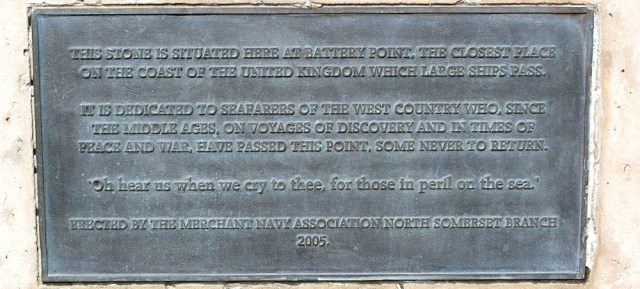 THIS STONE IS SITUATED HERE AT BATTERY POINT, THE CLOSEST PLACE
ON THE COAST OF THE UNITED KINGDOM WHICH LARGE SHIPS PASS.
IT IS DEDICATED TO SEAFARERS OF THE WEST COUNTRY WHO, SINCE
THE MIDDLE AGES, ON VOYAGES OF DISCOVERY AND IN TIMES OF
PEACE AND WAR, HAVE PASSED THIS POINT, SOME NEVER TO RETURN.
'Oh hear us when we cry to thee, for those in peril on the sea.'
ERECTED BY THE MERCHANT NAVY ASSOCIATION NORTH SOMERSET BRANCH
2005.